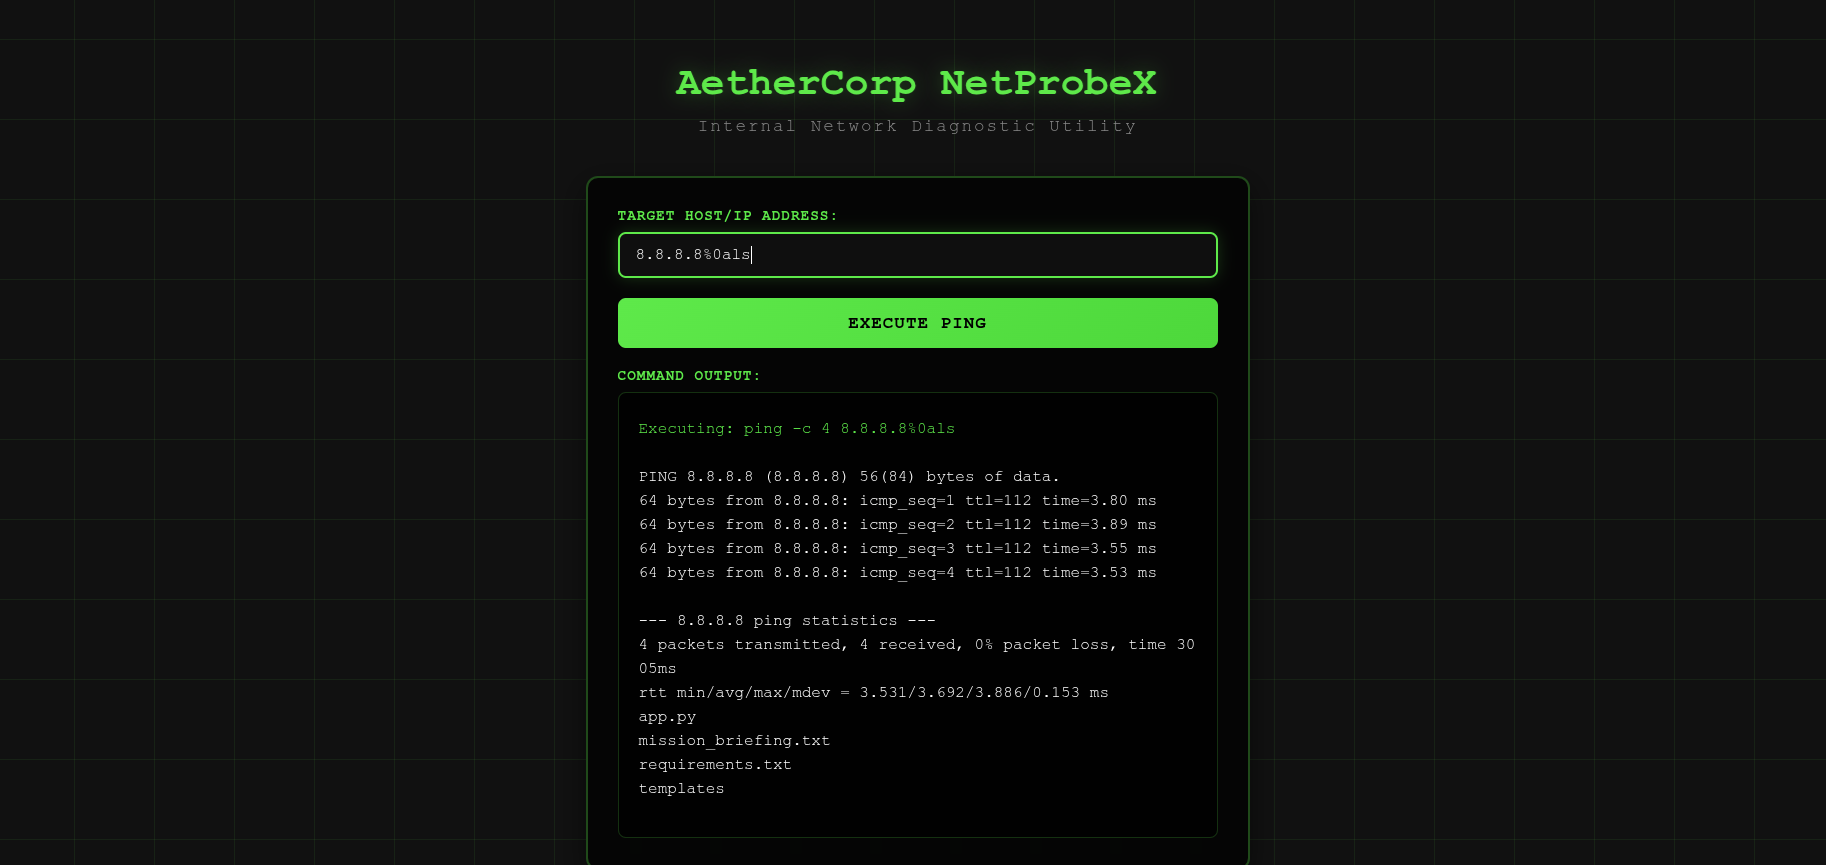 AetherCorp NetProbeX
Internal Network Diagnostic Utility
TARGET HOST/IP ADDRESS:
8.8.8.8%0als
EXECUTE PING
COMMAND OUTPUT:
Executing: ping -c 4 8.8.8.8%0als
PING 8.8.8.8 (8.8.8.8) 56(84) bytes of data.
64 bytes from 8.8.8.8: icmp_seq=1 ttl=112 time=3.80 ms
64 bytes from 8.8.8.8: icmp_seq=2 ttl=112 time=3.89 ms
64 bytes from 8.8.8.8: icmp_seq=3 ttl=112 time=3.55 ms
64 bytes from 8.8.8.8: icmp_seq=4 ttl=112 time=3.53 ms
--- 8.8.8.8 ping statistics ---
4 packets transmitted, 4 received, 0% packet loss, time 30
05ms
rtt min/avg/max/mdev = 3.531/3.692/3.886/0.153 ms
app.py
mission_briefing.txt
requirements.txt
templates